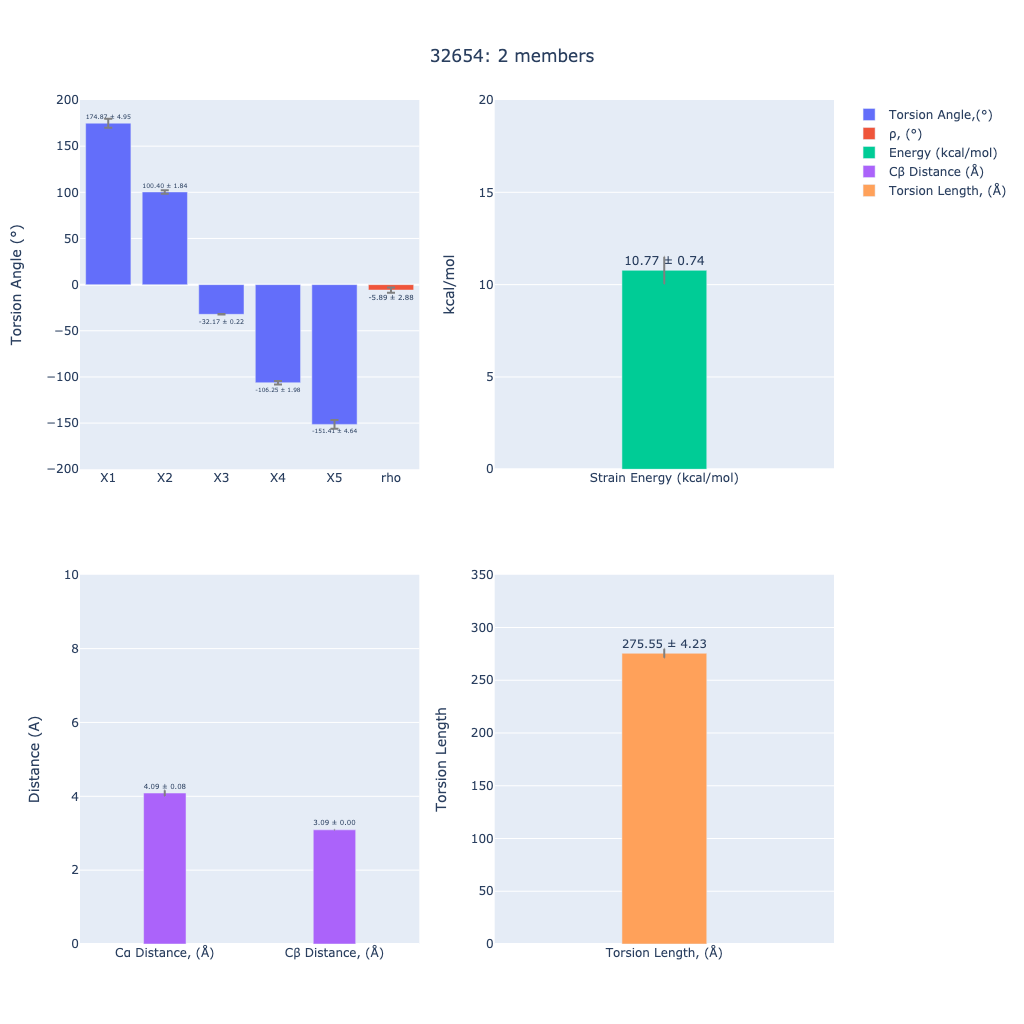 32654: 2 members
Torsion Angle (°)
200
150
100
50
0
−50
−100
−150
−200
174.87 ± 4.95
100.40 ± 1.84
-32.17 ± 0.22
-106.25 ± 1.98
-151.41 ± 4.64
-5.89 ± 2.88
X1 X2 X3 X4 X5 rho
kcal/mol
20
15
10
5
0
10.77 ± 0.74
Strain Energy (kcal/mol)
Torsion Angle,(°)
ρ, (°)
Energy (kcal/mol)
Cβ Distance (Å)
Torsion Length, (Å)
Distance (A)
10
8
6
4
2
0
4.09 ± 0.08
3.09 ± 0.00
Cα Distance, (Å) Cβ Distance, (Å)
Torsion Length
350
300
250
200
150
100
50
0
275.55 ± 4.23
Torsion Length, (Å)